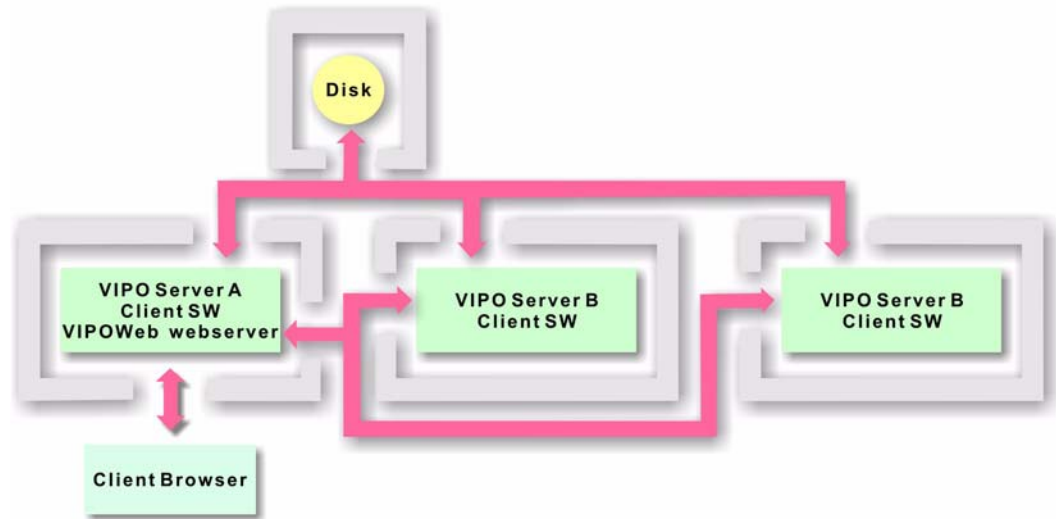 Disk
VIPO Server A
Client SW
VIPOWeb webserver
VIPO Server B
Client SW
VIPO Server B
Client SW
Client Browser